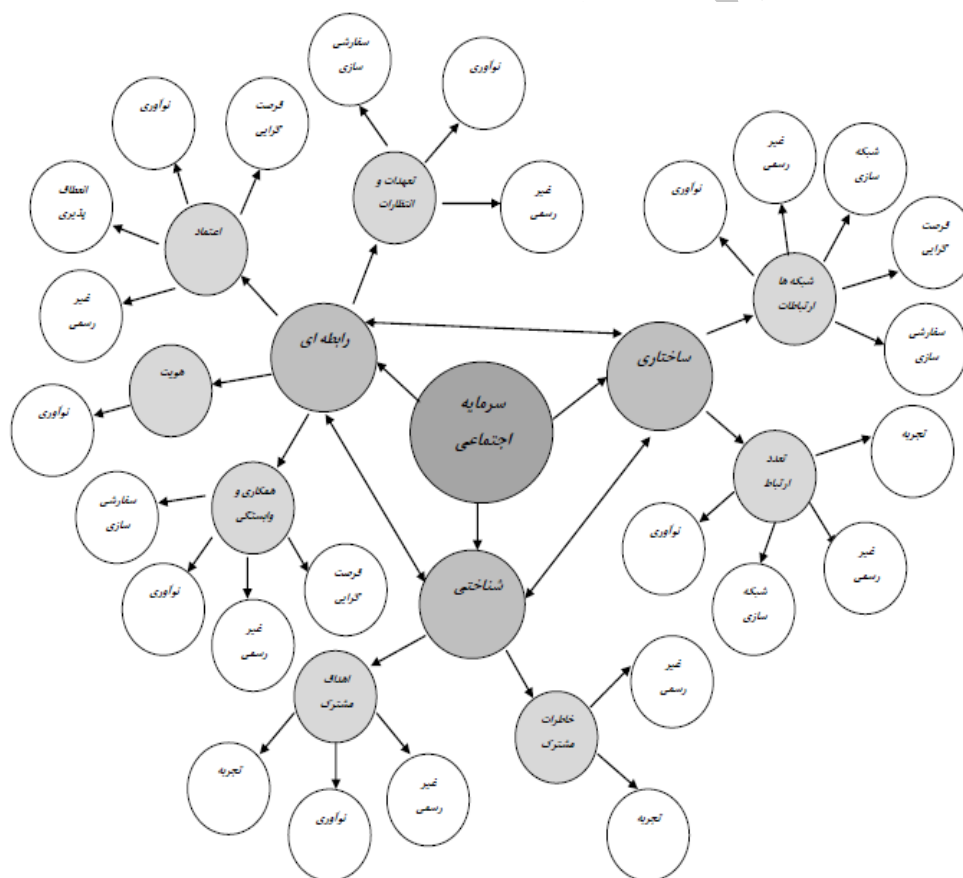 سفارشی
سازی
نوآوری
نوآوری
فرصت
گرایی
انعطاف
پذیری
غیر
رسمی
اعتماد
تعهدات و
انتظارات
غیر
رسمی
غیر
رسمی
شبکه
سازی
نوآوری
فرصت
گرایی
سفارشی
سازی
شبکه ها
ارتباطات
رابطه ای
ساختاری
سرمایه
اجتماعی
هویت
نوآوری
تجربه
تعدد
ارتباط
نوآوری
شبکه
سازی
غیر
رسمی
همکاری و
وابستگی
سفارشی
سازی
نوآوری
غیر
رسمی
فرصت
گرایی
شناختی
اهداف
مشترک
تجربه
نوآوری
غیر
رسمی
خاطرات
مشترک
غیر
رسمی
تجربه